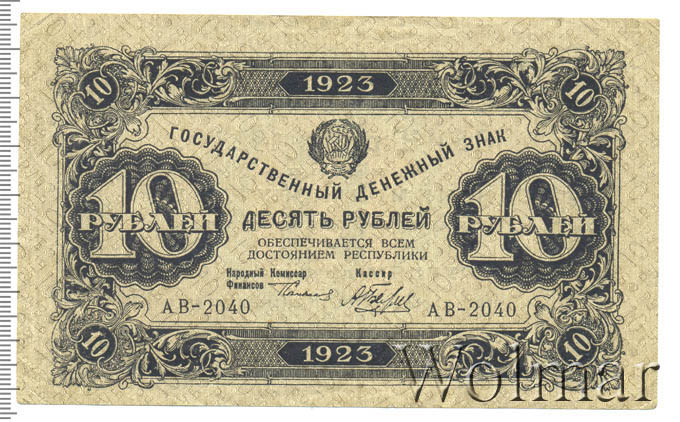 10 1923 10
ГОСУДАРСТВЕННЫЙ ДЕНЕЖНЫЙ ЗНАК
10 РУБЛЕЙ
10 РУБЛЕЙ
ДЕСЯТЬ РУБЛЕЙ
ОБЕСПЕЧИВАЕТСЯ ВСЕМ
ДОСТОЯНИЕМ РЕСПУБЛИКИ
Народный Комиссар
Финансов
Кассир
АВ-2040
АВ-2040
10 1923
Wolmar